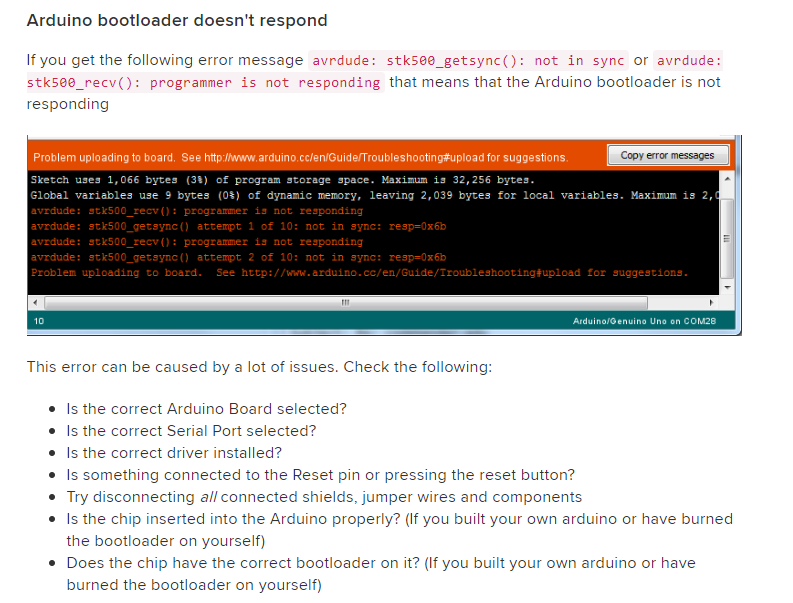 Arduino bootloader doesn't respond
If you get the following error message avrdude: stk500_getsync(): not in sync or avrdude:
stk500_recv(): programmer is not responding that means that the Arduino bootloader is not
responding
Problem uploading to board. See http://www.arduino.cc/en/Guide/Troubleshooting#upload for suggestions.
Copy error messages
Sketch uses 1,066 bytes (3%) of program storage space. Maximum is 32,256 bytes.
Global variables use 9 bytes (0%) of dynamic memory, leaving 2,039 bytes for local variables. Maximum is 2,0
avrdude: stk500_recv(): programmer is not responding
avrdude: stk500_getsync() attempt 1 of 10: not in sync: resp=0x6b
avrdude: stk500_recv(): programmer is not responding
avrdude: stk500_getsync() attempt 2 of 10: not in sync: resp=0x6b
Problem uploading to board. See http://www.arduino.cc/en/Guide/Troubleshooting#upload for suggestions.
10
Arduino/Genuino Uno on COM28
This error can be caused by a lot of issues. Check the following:
• Is the correct Arduino Board selected?
• Is the correct Serial Port selected?
• Is the correct driver installed?
• Is something connected to the Reset pin or pressing the reset button?
• Try disconnecting all connected shields, jumper wires and components
• Is the chip inserted into the Arduino properly? (If you built your own arduino or have burned
the bootloader on yourself)
• Does the chip have the correct bootloader on it? (If you built your own arduino or have
burned the bootloader on yourself)